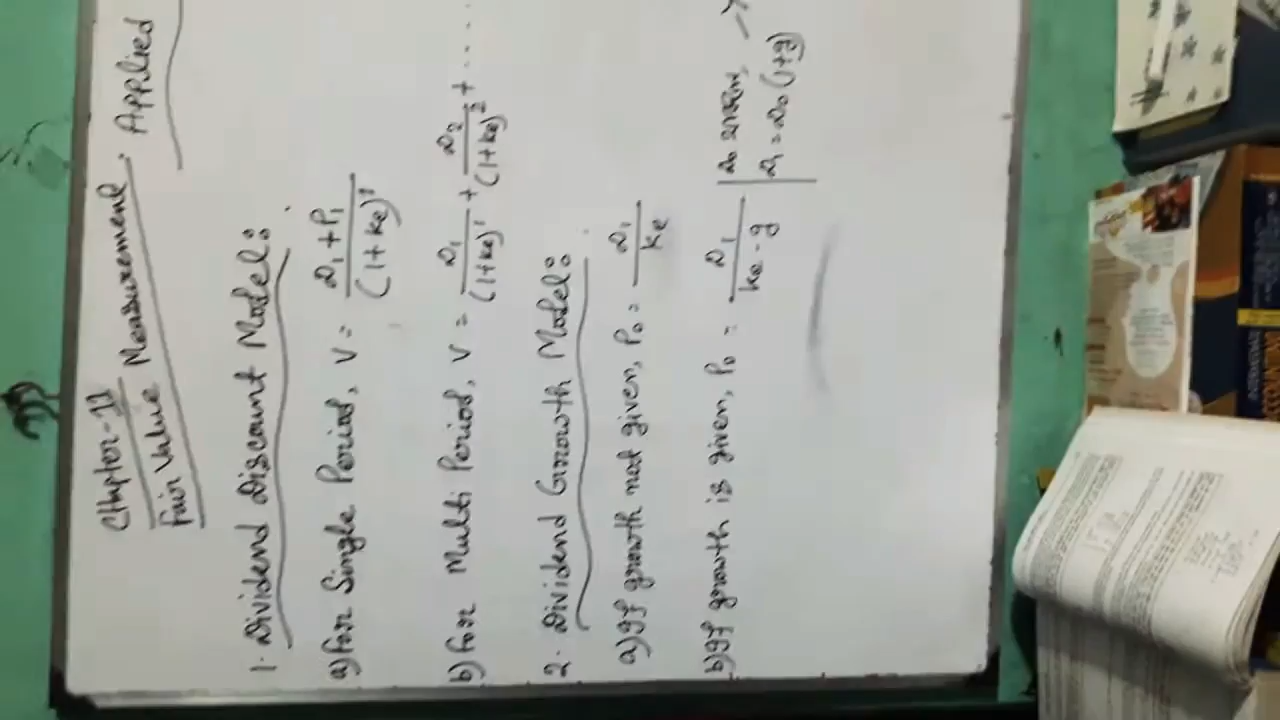 Chapter-11
Fair Value Measurement. Applied
1. Dividend Discount Model:
a) For Single Period, V = (D₁ + P₁) / (1 + Ke)¹
b) For Multi Period, V = D₁ / (1+Ke)¹ + D₂ / (1+Ke)² + ....
2. Dividend Growth Model:
a) If growth not given, P₀ = D₁ / Ke
b) If growth is given, P₀ = D₁ / (Ke - g)
D₀ থাকলে,
D₁ = D₀ (1+g)